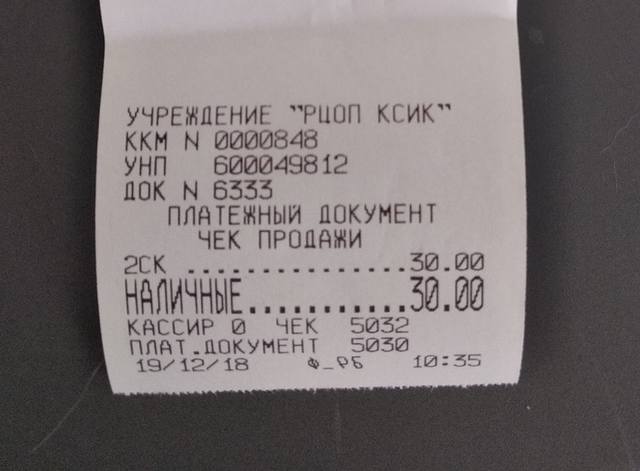 УЧРЕЖДЕНИЕ "РЦОП КСИК"
ККМ N 0000848
УНП 600049812
ДОК N 6333
ПЛАТЕЖНЫЙ ДОКУМЕНТ
ЧЕК ПРОДАЖИ
2СК ...............30.00
НАЛИЧНЫЕ...........30.00
КАССИР 0 ЧЕК 5032
ПЛАТ.ДОКУМЕНТ 5030
19/12/18 Ф_РБ 10:35